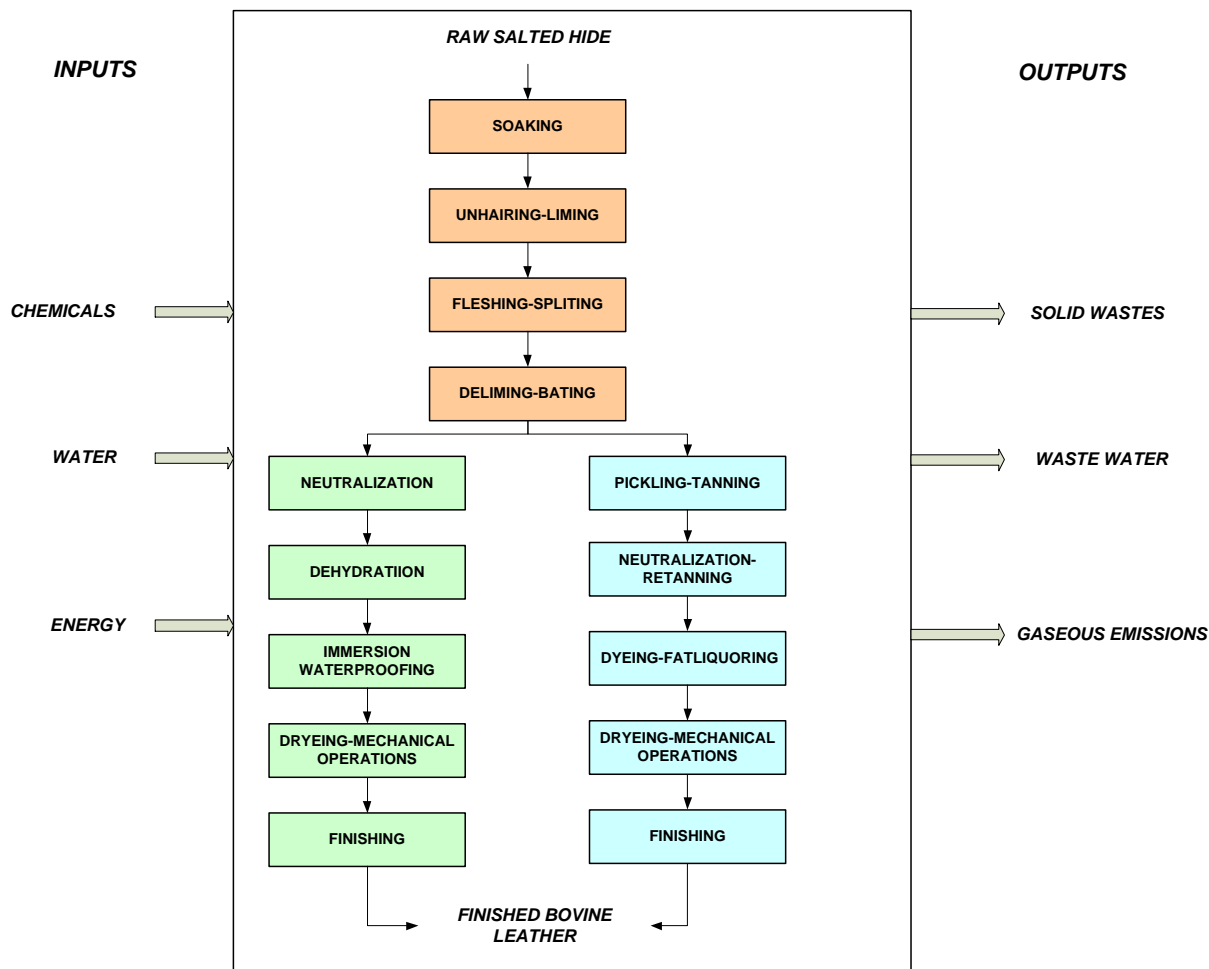 RAW SALTED HIDE
INPUTS
OUTPUTS
SOAKING
UNHAIRING-LIMING
FLESHING-SPLITING
CHEMICALS
SOLID WASTES
DELIMING-BATING
WATER
WASTE WATER
NEUTRALIZATION
PICKLING-TANNING
DEHYDRATIION
NEUTRALIZATION-
RETANNING
ENERGY
GASEOUS EMISSIONS
IMMERSION
WATERPROOFING
DYEING-FATLIQUORING
DRYEING-MECHANICAL
OPERATIONS
DRYEING-MECHANICAL
OPERATIONS
FINISHING
FINISHING
FINISHED BOVINE
LEATHER